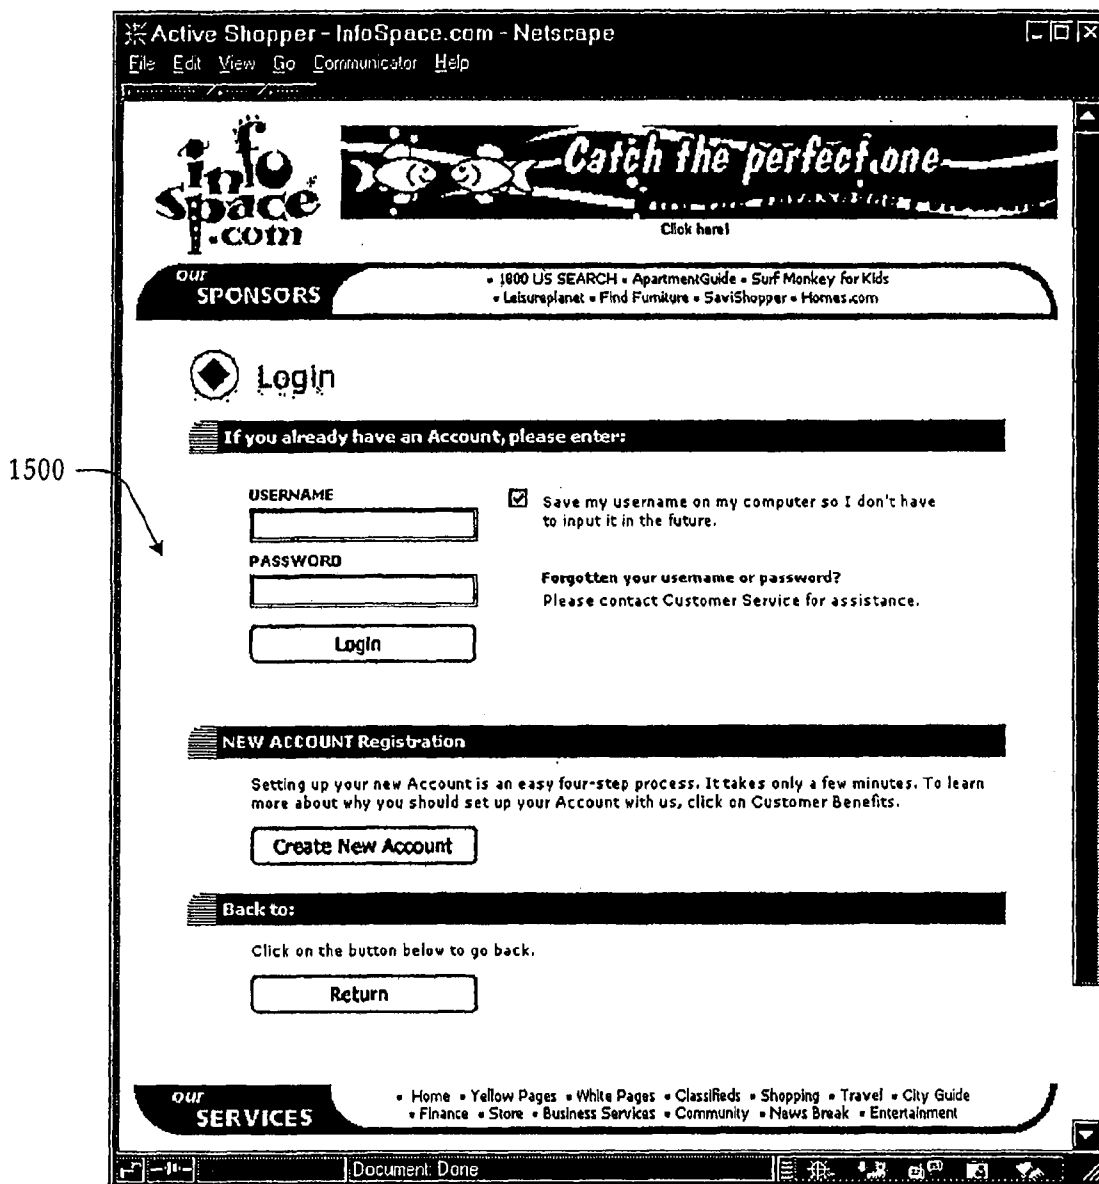 Active Shopper - InfoSpace.com - Netscape
File Edit View Go Communicator Help
info
space
.com
Catch the perfect one
Click here!
our
SPONSORS
▪ 1800 US SEARCH ▪ ApartmentGuide ▪ Surf Monkey for Kids
▪ Leisureplanet ▪ Find Furniture ▪ SaviShopper ▪ Homes.com
Login
If you already have an Account, please enter:
1500
USERNAME
Save my username on my computer so I don't have
to input it in the future.
PASSWORD
Forgotten your username or password?
Please contact Customer Service for assistance.
Login
NEW ACCOUNT Registration
Setting up your new Account is an easy four-step process. It takes only a few minutes. To learn
more about why you should set up your Account with us, click on Customer Benefits.
Create New Account
Back to:
Click on the button below to go back.
Return
our
SERVICES
▪ Home ▪ Yellow Pages ▪ White Pages ▪ Classifieds ▪ Shopping ▪ Travel ▪ City Guide
▪ Finance ▪ Store ▪ Business Services ▪ Community ▪ News Break ▪ Entertainment
Document: Done